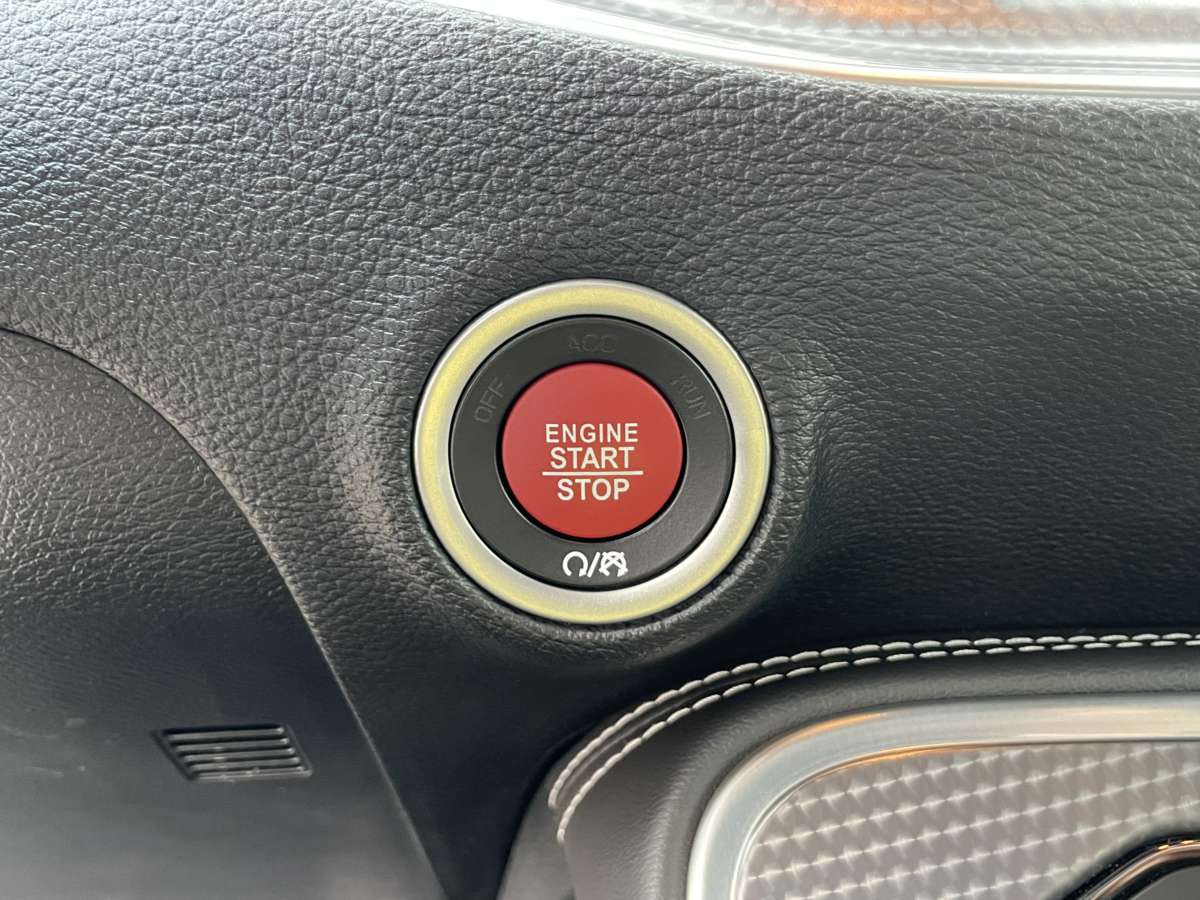 ACC
OFF
RUN
ENGINE
START
STOP